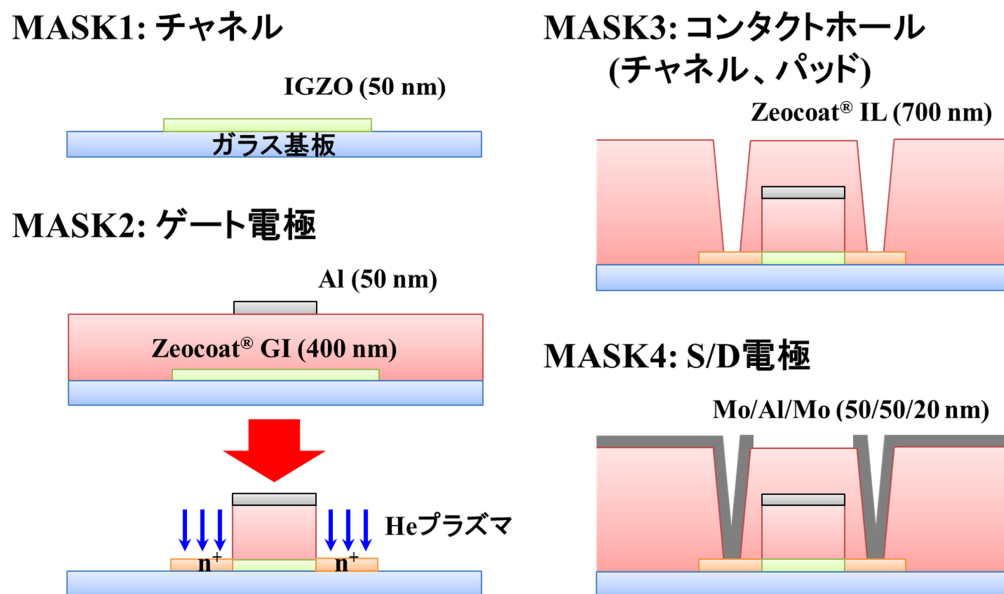 MASK1: チャネル
IGZO (50 nm)
ガラス基板
MASK2: ゲート電極
Al (50 nm)
Zeocoat® GI (400 nm)
Heプラズマ
n+
n+
MASK3: コンタクトホール
(チャネル、パッド)
Zeocoat® IL (700 nm)
MASK4: S/D電極
Mo/Al/Mo (50/50/20 nm)